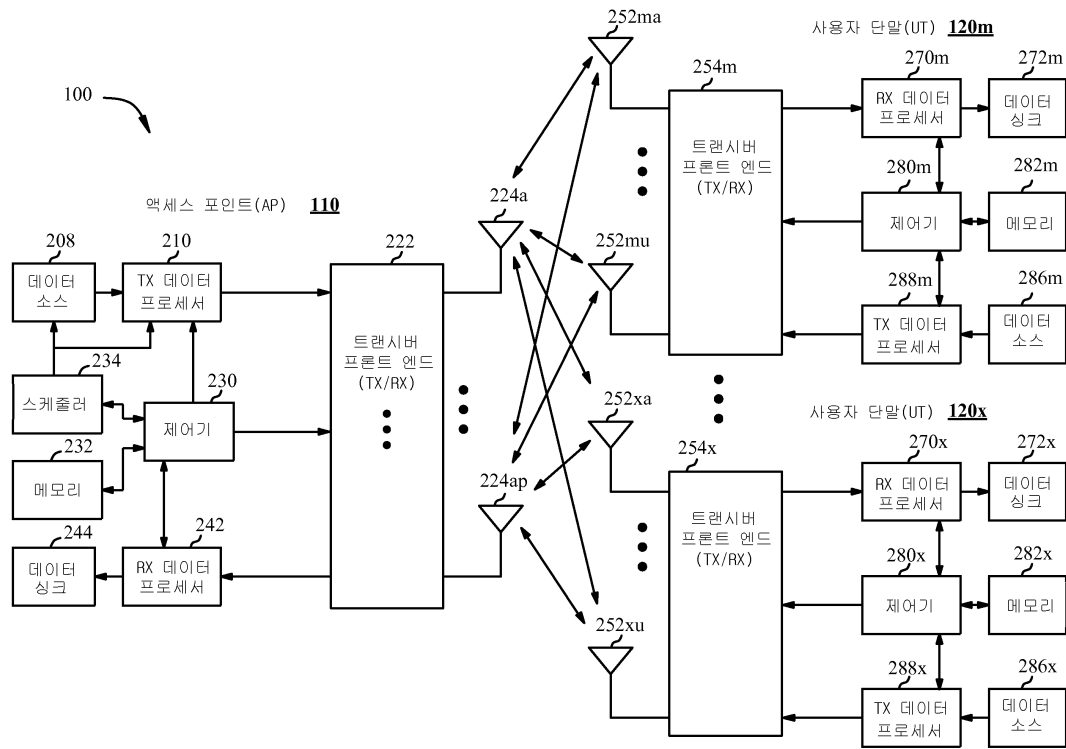 100
액세스 포인트(AP) 110
208
데이터
소스
210
TX 데이터
프로세서
234
스케줄러
230
제어기
232
메모리
244
데이터
싱크
242
RX 데이터
프로세서
222
트랜시버
프론트 엔드
(TX/RX)
224a
224ap
252ma
252mu
252xa
252xu
사용자 단말(UT) 120m
254m
트랜시버
프론트 엔드
(TX/RX)
270m
RX 데이터
프로세서
272m
데이터
싱크
280m
제어기
282m
메모리
288m
TX 데이터
프로세서
286m
데이터
소스
사용자 단말(UT) 120x
254x
트랜시버
프론트 엔드
(TX/RX)
270x
RX 데이터
프로세서
272x
데이터
싱크
280x
제어기
282x
메모리
288x
TX 데이터
프로세서
286x
데이터
소스